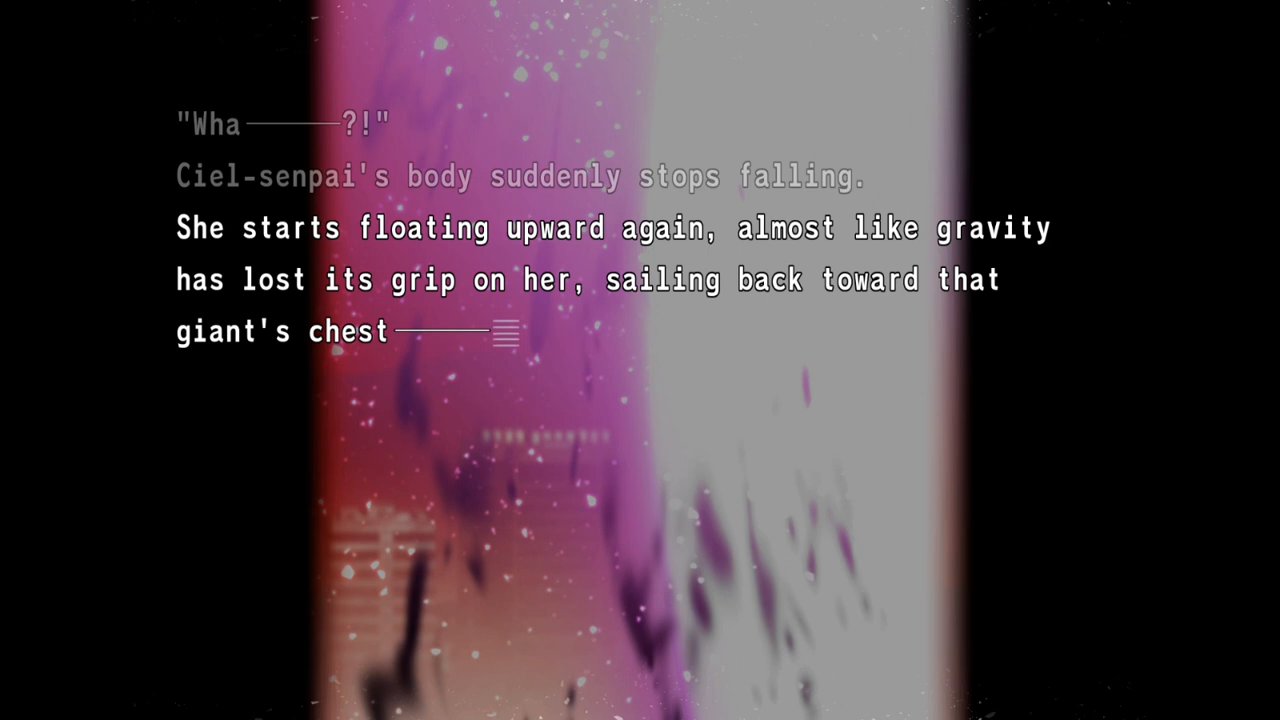 "Wha———?!"
Ciel-senpai's body suddenly stops falling.
She starts floating upward again, almost like gravity
has lost its grip on her, sailing back toward that
giant's chest———